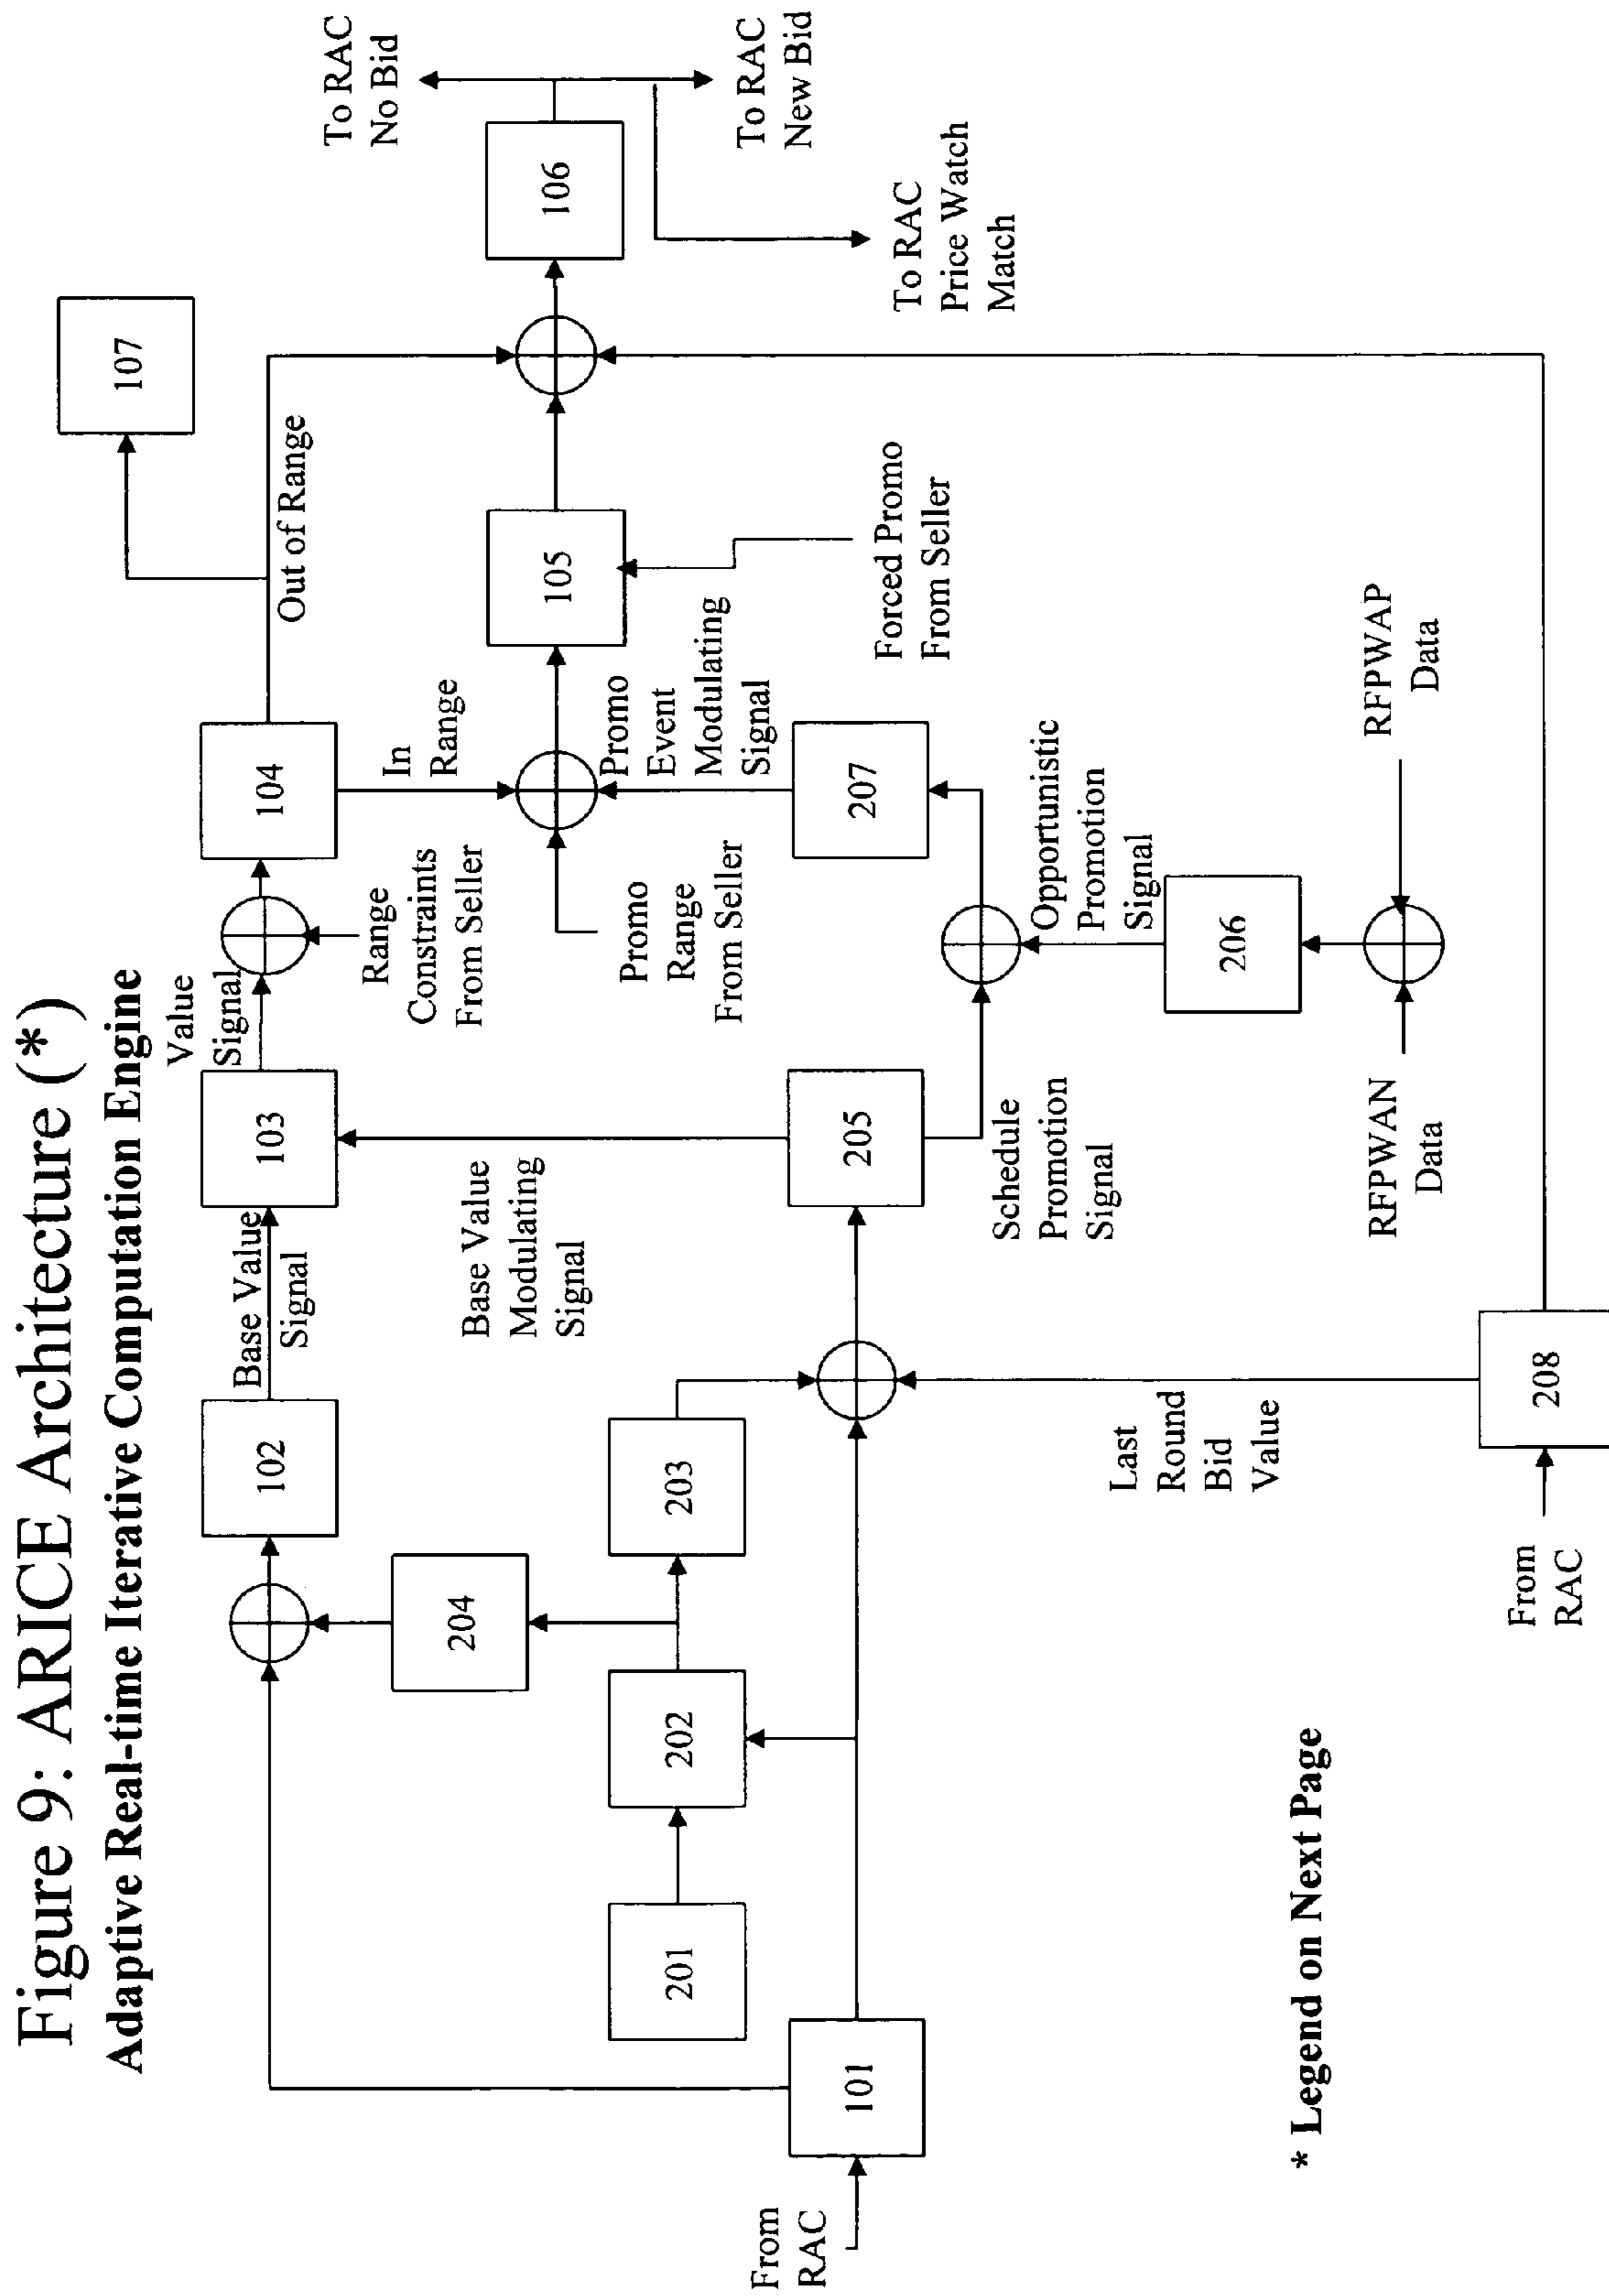 Figure 9: ARICE Architecture (*)
Adaptive Real-time Iterative Computation Engine
From
RAC
101
201
202
204
203
102
Base Value
Signal
103
Value
Signal
Range
Constraints
From Seller
104
Out of Range
107
In
Range
Promo
Range
From Seller
Promo
Event
Modulating
Signal
105
Forced Promo
From Seller
106
To RAC
No Bid
To RAC
New Bid
To RAC
Price Watch
Match
Base Value
Modulating
Signal
205
Schedule
Promotion
Signal
207
Opportunistic
Promotion
Signal
206
RFPWAN
Data
RFPWAP
Data
Last
Round
Bid
Value
208
From
RAC
* Legend on Next Page